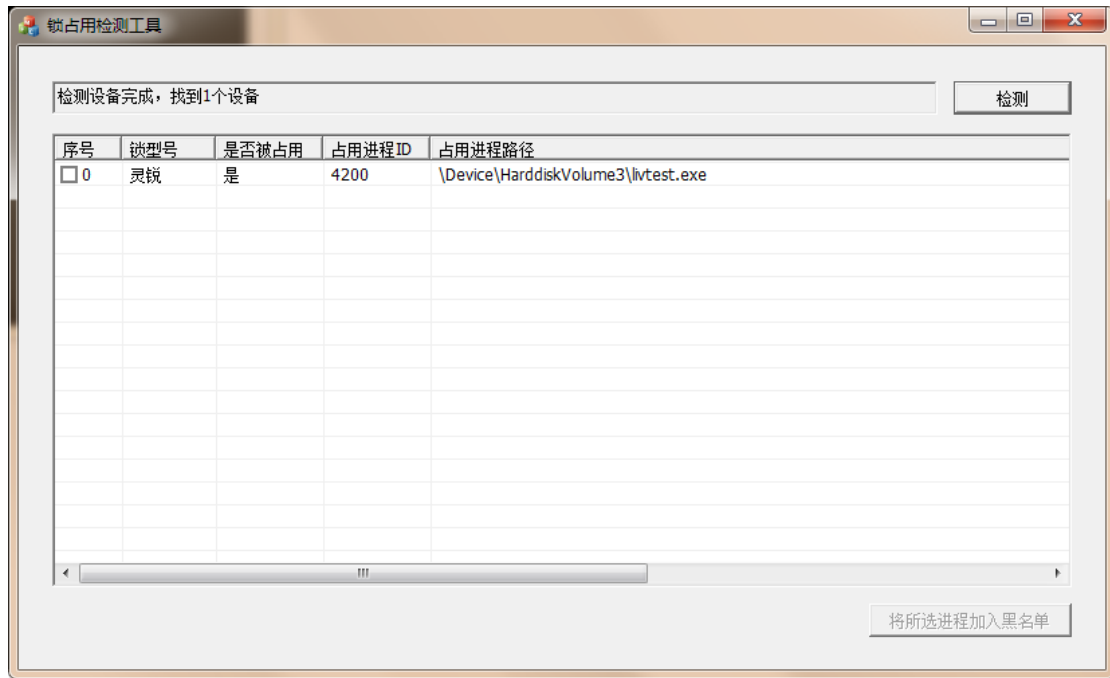 锁占用检测工具
检测设备完成，找到1个设备
检测
序号 锁型号 是否被占用 占用进程ID 占用进程路径
0 灵锐 是 4200 \Device\HarddiskVolume3\livtest.exe
将所选进程加入黑名单